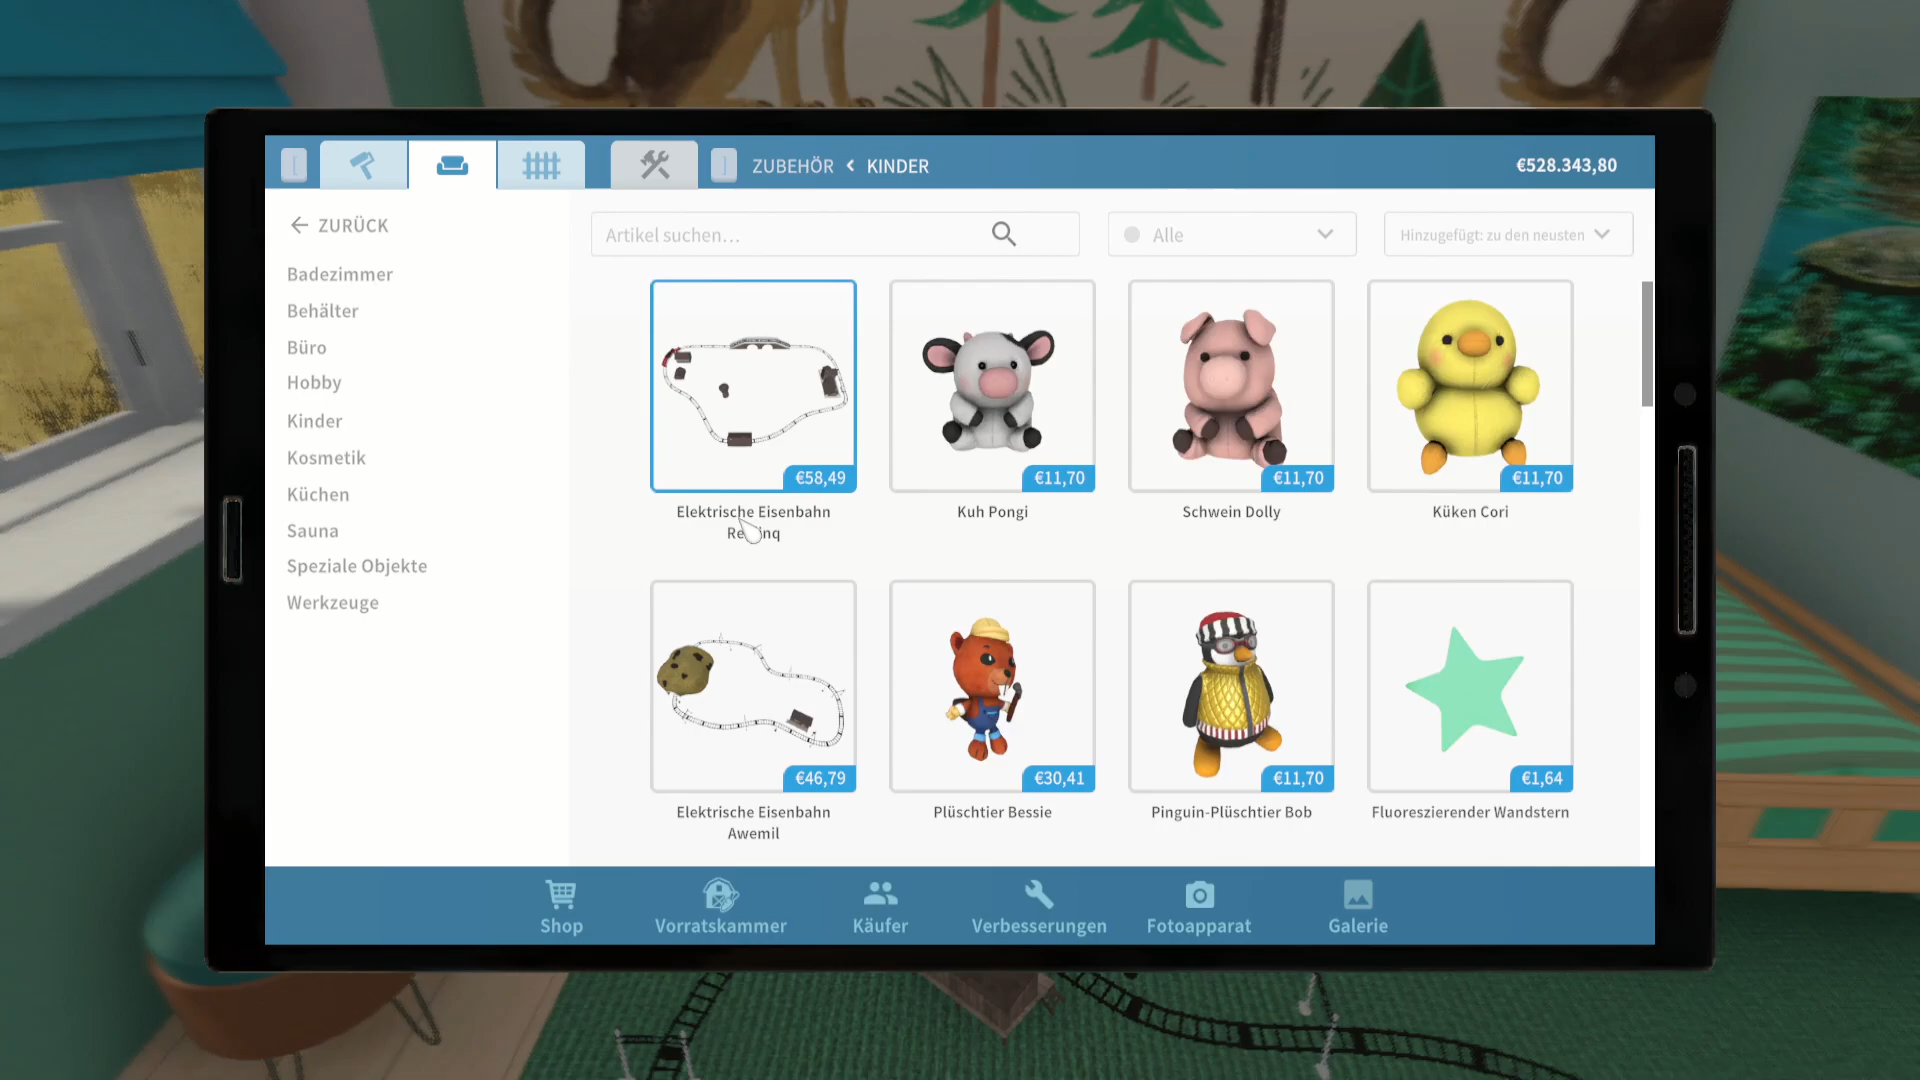 ZUBEHÖR < KINDER
€528.343,80
ZURÜCK
Badezimmer
Behälter
Büro
Hobby
Kinder
Kosmetik
Küchen
Sauna
Speziale Objekte
Werkzeuge
Artikel suchen...
Alle
Hinzugefügt: zu den neusten
€58,49
€11,70
€11,70
€11,70
Elektrische Eisenbahn
Kuh Pongi
Schwein Dolly
Küken Cori
€46,79
€30,41
€11,70
€1,64
Elektrische Eisenbahn
Awemil
Plüschtier Bessie
Pinguin-Plüschtier Bob
Fluoreszierender Wandstern
Shop
Vorratskammer
Käufer
Verbesserungen
Fotoapparat
Galerie